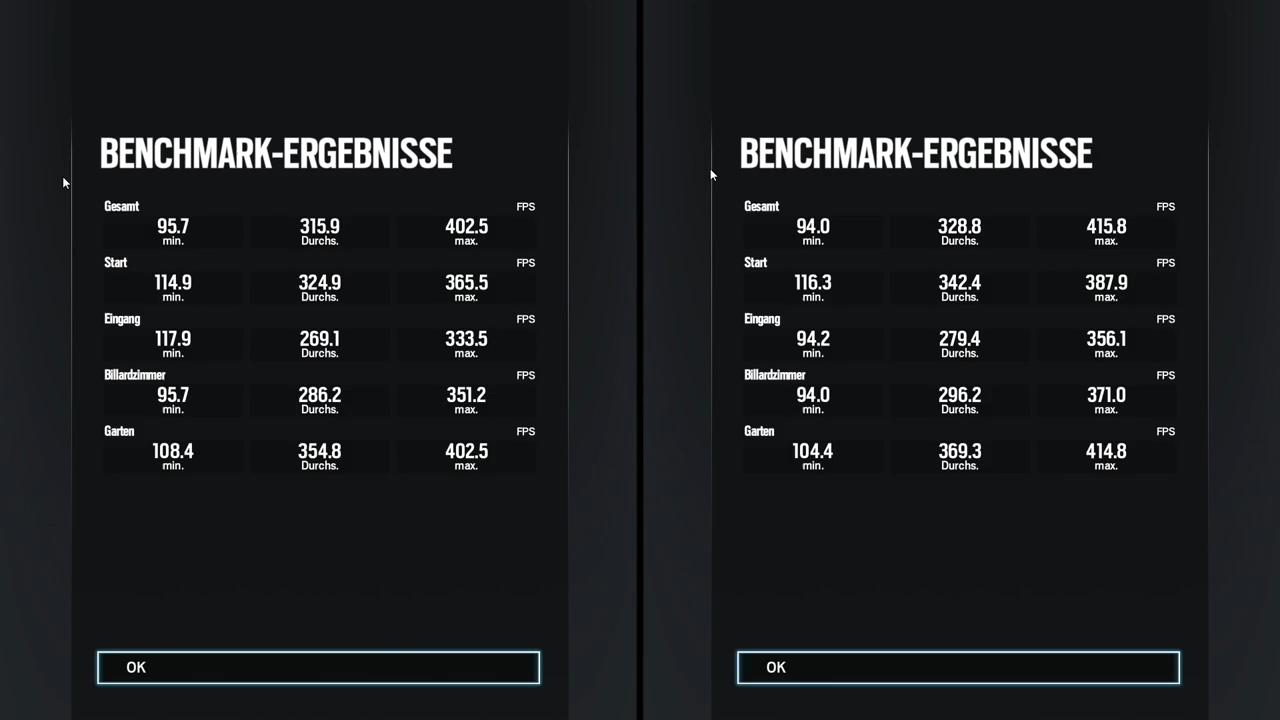 BENCHMARK-ERGEBNISSE
Gesamt FPS
95.7 315.9 402.5
min. Durchs. max.
Start FPS
114.9 324.9 365.5
min. Durchs. max.
Eingang FPS
117.9 269.1 333.5
min. Durchs. max.
Billardzimmer FPS
95.7 286.2 351.2
min. Durchs. max.
Garten FPS
108.4 354.8 402.5
min. Durchs. max.
OK
BENCHMARK-ERGEBNISSE
Gesamt FPS
94.0 328.8 415.8
min. Durchs. max.
Start FPS
116.3 342.4 387.9
min. Durchs. max.
Eingang FPS
94.2 279.4 356.1
min. Durchs. max.
Billardzimmer FPS
94.0 296.2 371.0
min. Durchs. max.
Garten FPS
104.4 369.3 414.8
min. Durchs. max.
OK